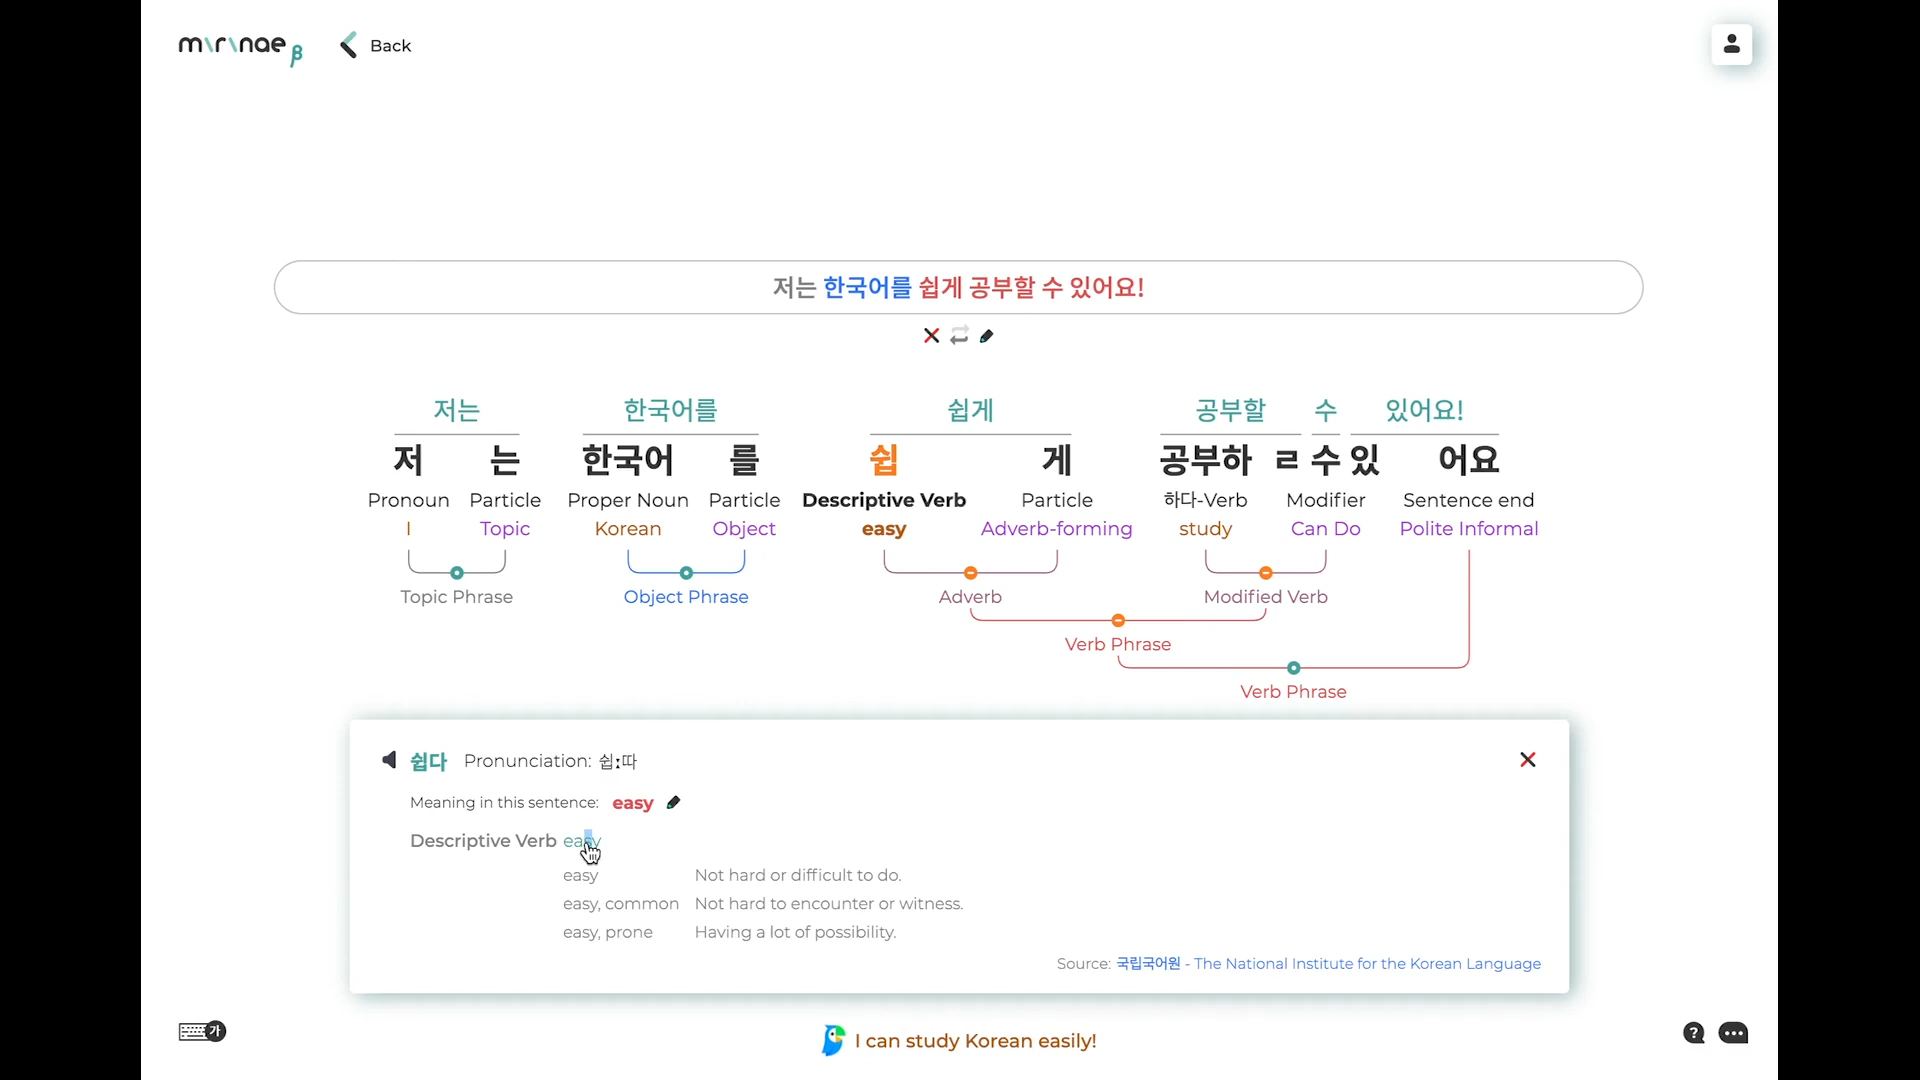 mirinae β
Back
저는 한국어를 쉽게 공부할 수 있어요!
저는 한국어를 쉽게 공부할 수 있어요!
저 는 한국어 를 쉽 게 공부하 ㄹ 수 있 어요
Pronoun Particle Proper Noun Particle Descriptive Verb Particle 하다-Verb Modifier Sentence end
I Topic Korean Object easy Adverb-forming study Can Do Polite Informal
Topic Phrase Object Phrase Adverb Modified Verb
Verb Phrase
Verb Phrase
쉽다 Pronunciation: 쉽ː따
Meaning in this sentence: easy
Descriptive Verb easy
easy Not hard or difficult to do.
easy, common Not hard to encounter or witness.
easy, prone Having a lot of possibility.
Source: 국립국어원 - The National Institute for the Korean Language
가
I can study Korean easily!
?